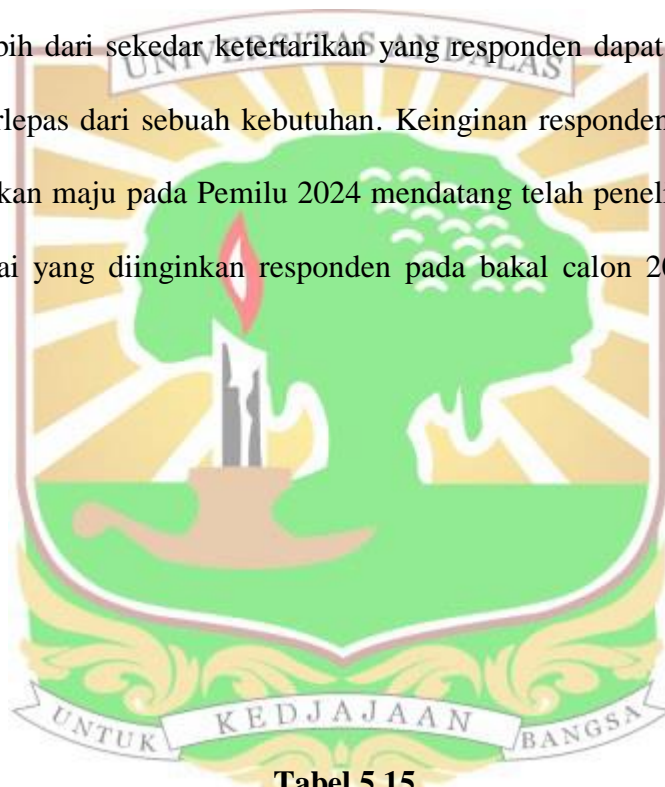 bih dari sekedar ketertarikan yang responden dapat
UNIVERSITAS ANDALAS
rlepas dari sebuah kebutuhan. Keinginan responden
kan maju pada Pemilu 2024 mendatang telah penel
ai yang diinginkan responden pada bakal calon 20
UNTUK KEDJAJAAN BANGSA
Tabel 5.15